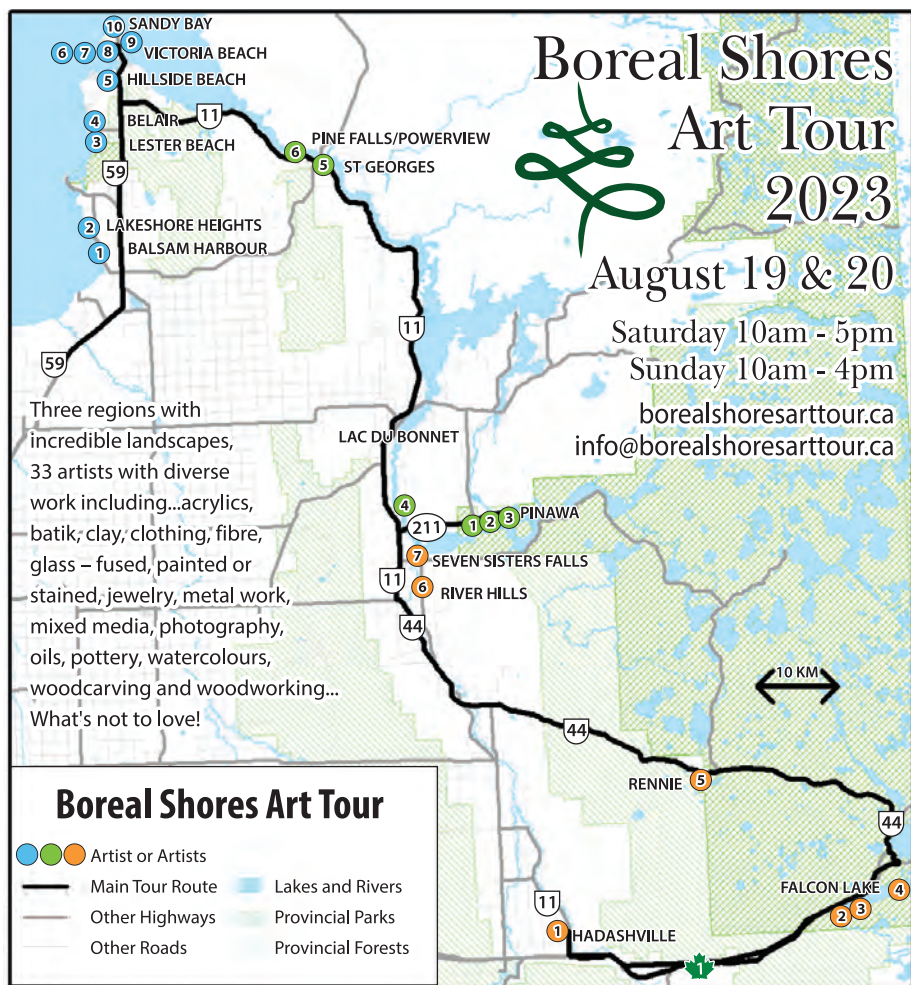 Boreal Shores
Art Tour
2023
August 19 & 20
Saturday 10am - 5pm
Sunday 10am - 4pm
borealshoresarttour.ca
info@borealshoresarttour.ca
10 SANDY BAY
9
6 7 8 VICTORIA BEACH
5 HILLSIDE BEACH
11
4 BELAIR
3 LESTER BEACH
59
6 PINE FALLS/POWERVIEW
5 ST GEORGES
2 LAKESHORE HEIGHTS
1 BALSAM HARBOUR
11
59
Three regions with
incredible landscapes,
33 artists with diverse
work including...acrylics,
batik, clay, clothing, fibre,
glass – fused, painted or
stained, jewelry, metal work,
mixed media, photography,
oils, pottery, watercolours,
woodcarving and woodworking...
What's not to love!
LAC DU BONNET
4
211
1 2 3 PINAWA
7 SEVEN SISTERS FALLS
11
6 RIVER HILLS
44
10 KM
44
RENNIE 5
44
FALCON LAKE 4
2 3
11
1 HADASHVILLE
1
Boreal Shores Art Tour
Artist or Artists
Main Tour Route
Other Highways
Other Roads
Lakes and Rivers
Provincial Parks
Provincial Forests